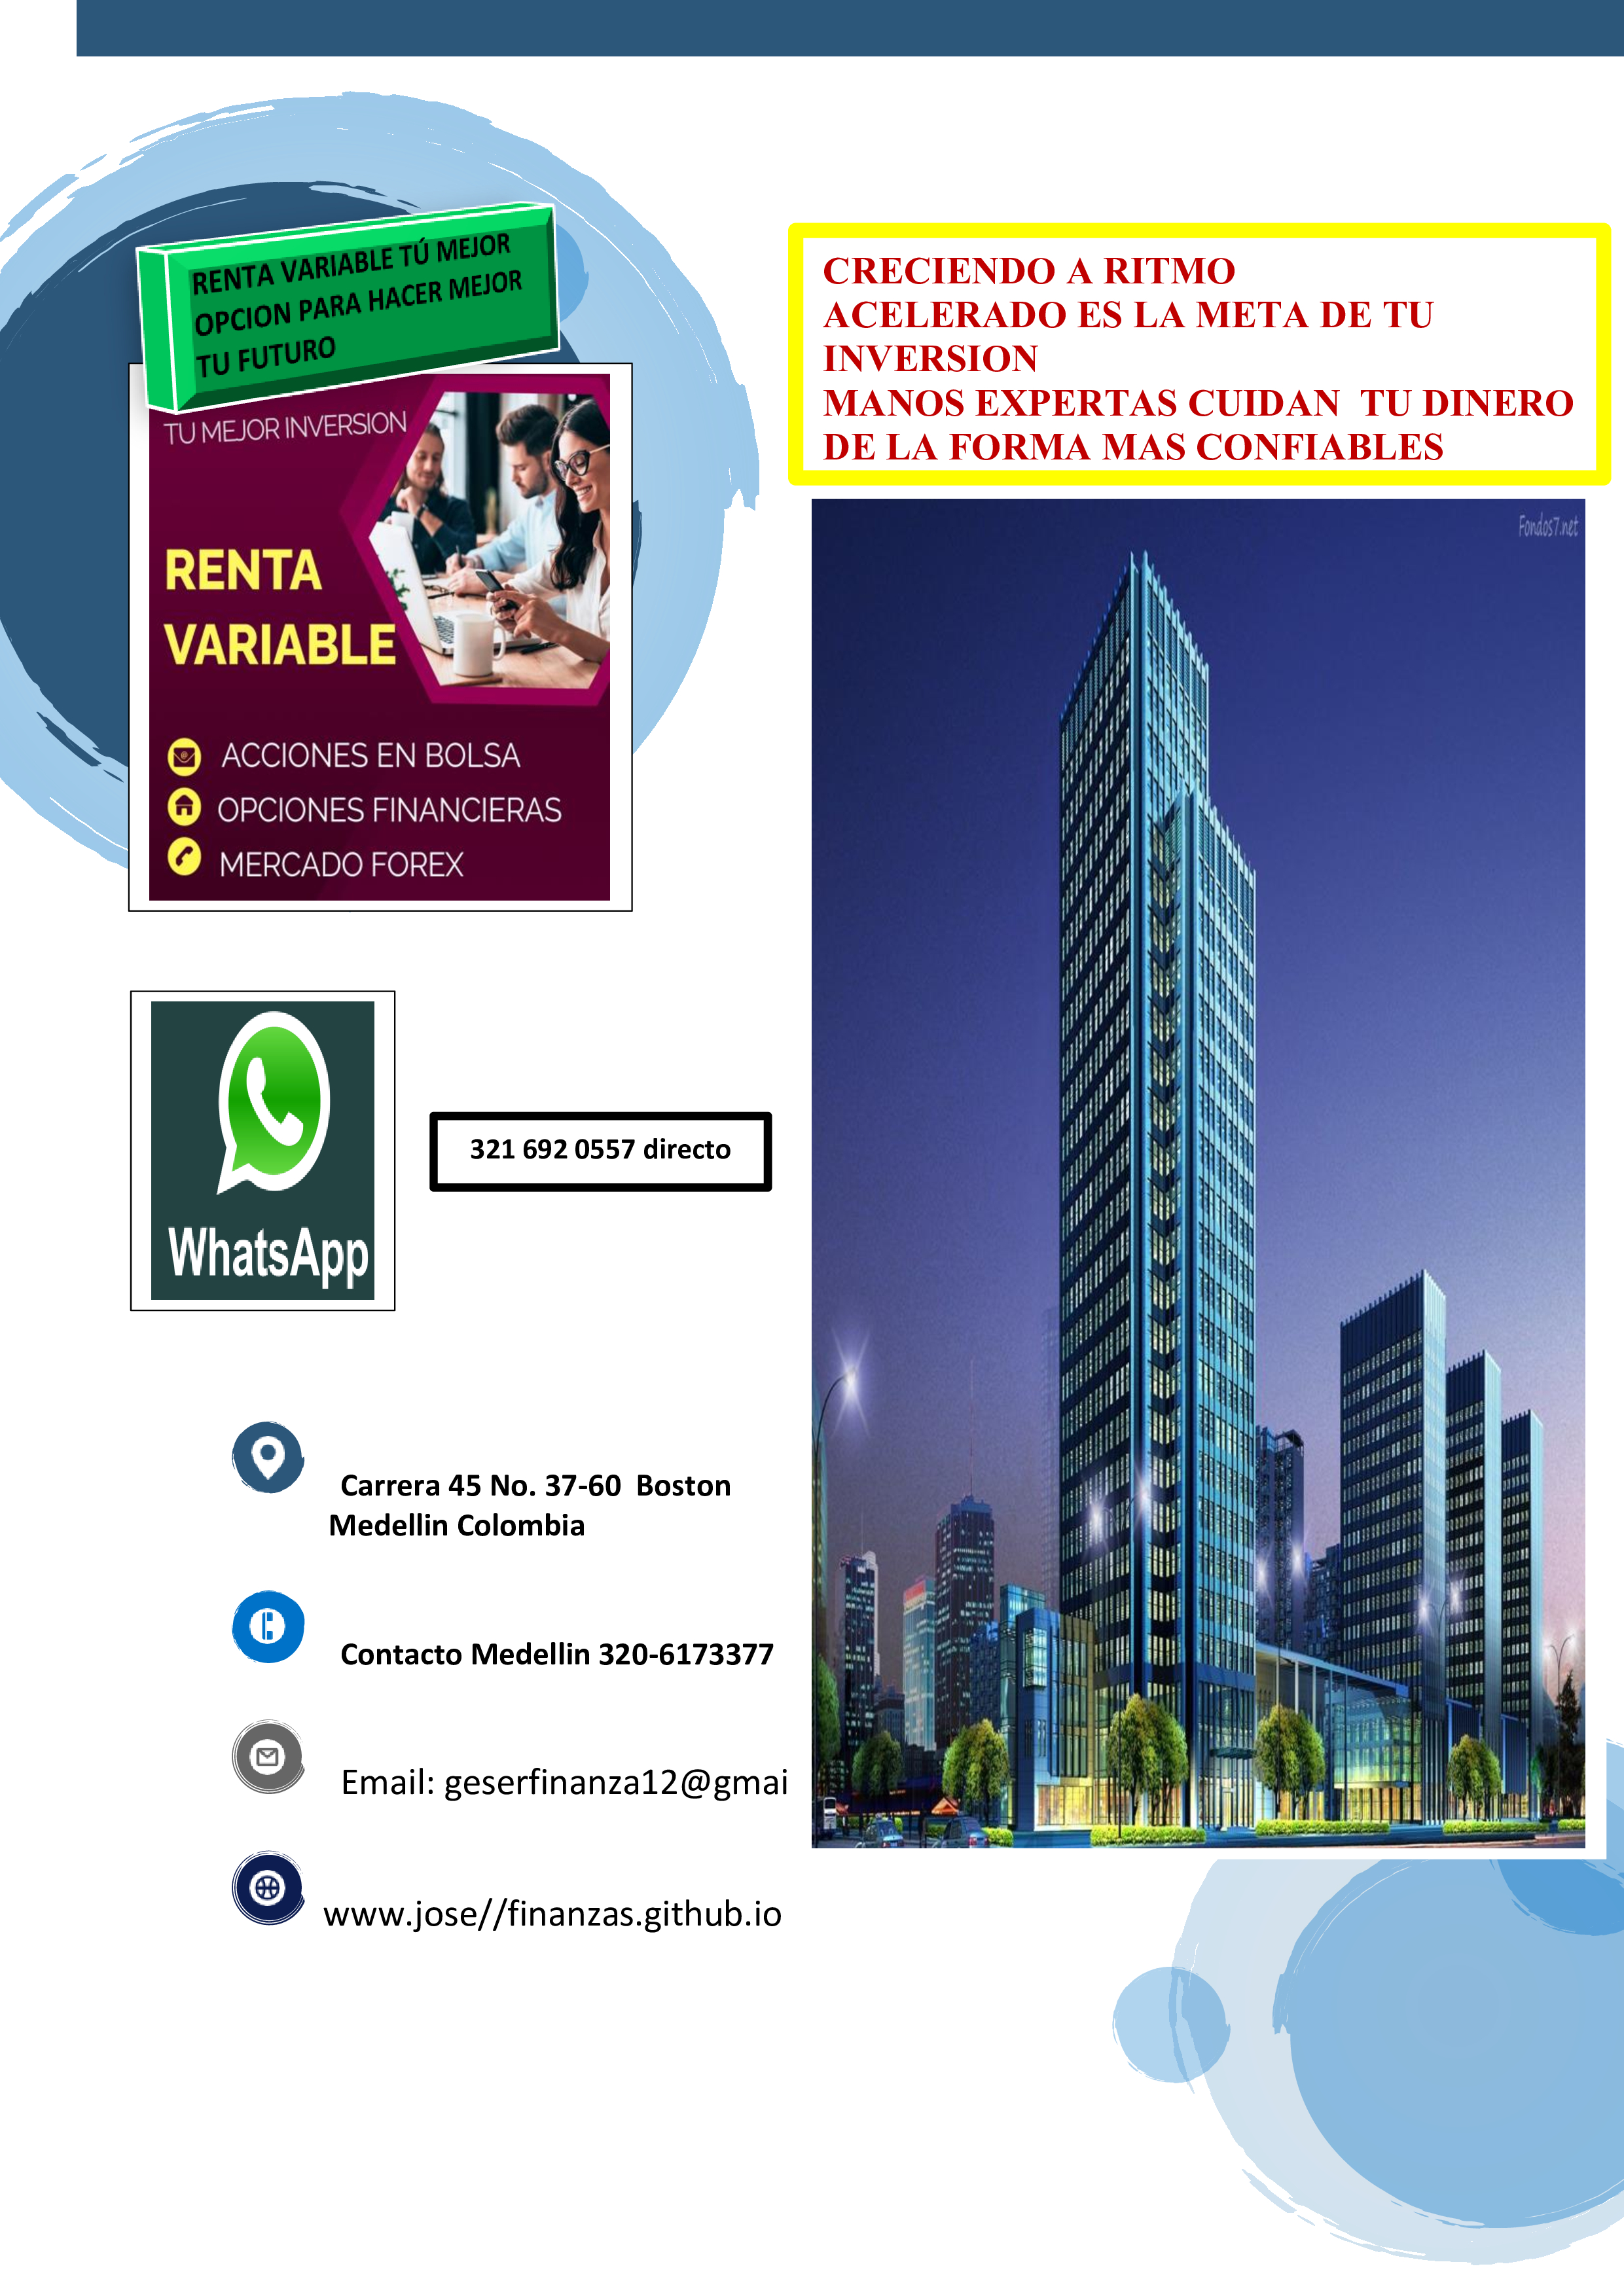 RENTA VARIABLE TÚ MEJOR
OPCION PARA HACER MEJOR
TU FUTURO
TU MEJOR INVERSION
RENTA
VARIABLE
ACCIONES EN BOLSA
OPCIONES FINANCIERAS
MERCADO FOREX
CRECIENDO A RITMO
ACELERADO ES LA META DE TU
INVERSION
MANOS EXPERTAS CUIDAN  TU DINERO
DE LA FORMA MAS CONFIABLES
Fondos7.net
WhatsApp
321 692 0557 directo
Carrera 45 No. 37-60  Boston
Medellin Colombia
Contacto Medellin 320-6173377
Email: geserfinanza12@gmai
www.jose//finanzas.github.io